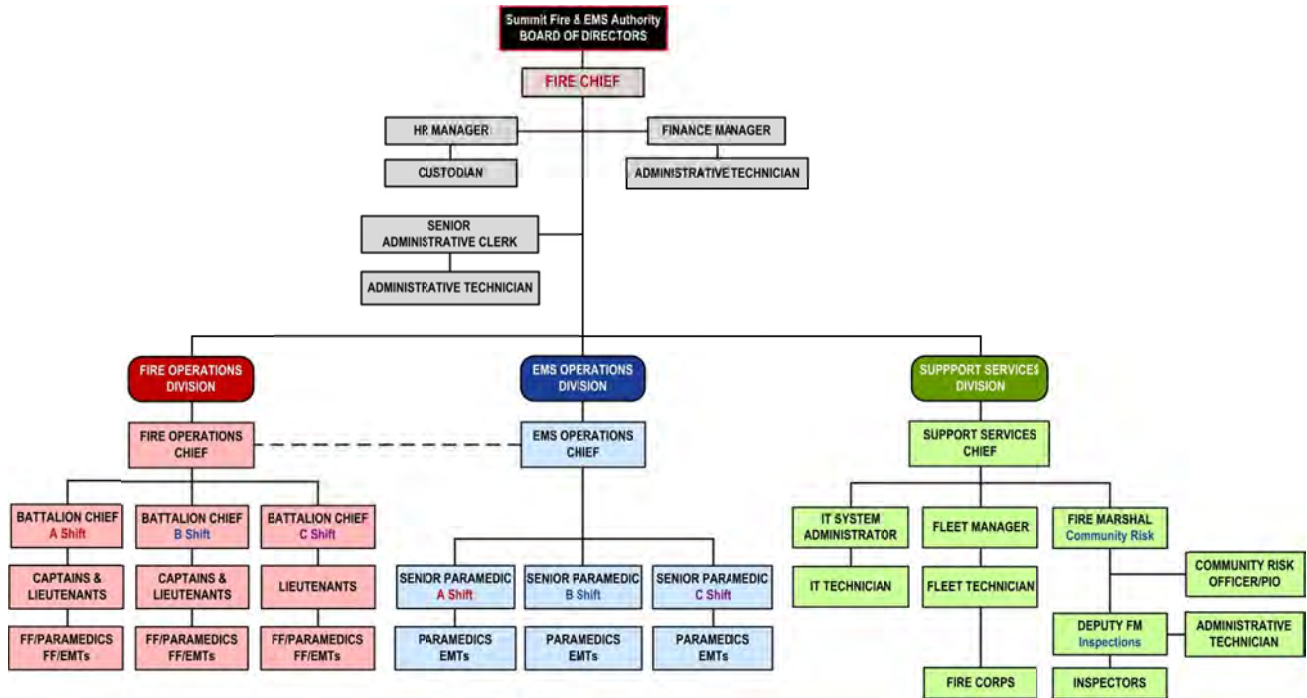 Summit Fire & EMS Authority
BOARD OF DIRECTORS
FIRE CHIEF
HR MANAGER
FINANCE MANAGER
CUSTODIAN
ADMINISTRATIVE TECHNICIAN
SENIOR
ADMINISTRATIVE CLERK
ADMINISTRATIVE TECHNICIAN
FIRE OPERATIONS
DIVISION
EMS OPERATIONS
DIVISION
SUPPPORT SERVICES
DIVISION
FIRE OPERATIONS
CHIEF
EMS OPERATIONS
CHIEF
SUPPORT SERVICES
CHIEF
BATTALION CHIEF
A Shift
BATTALION CHIEF
B Shift
BATTALION CHIEF
C Shift
IT SYSTEM
ADMINISTRATOR
FLEET MANAGER
FIRE MARSHAL
Community Risk
CAPTAINS &
LIEUTENANTS
CAPTAINS &
LIEUTENANTS
LIEUTENANTS
SENIOR PARAMEDIC
A Shift
SENIOR PARAMEDIC
B Shift
SENIOR PARAMEDIC
C Shift
IT TECHNICIAN
FLEET TECHNICIAN
COMMUNITY RISK
OFFICER/PIO
FF/PARAMEDICS
FF/EMTs
FF/PARAMEDICS
FF/EMTs
FF/PARAMEDICS
FF/EMTs
PARAMEDICS
EMTs
PARAMEDICS
EMTs
PARAMEDICS
EMTs
DEPUTY FM
Inspections
ADMINISTRATIVE
TECHNICIAN
FIRE CORPS
INSPECTORS